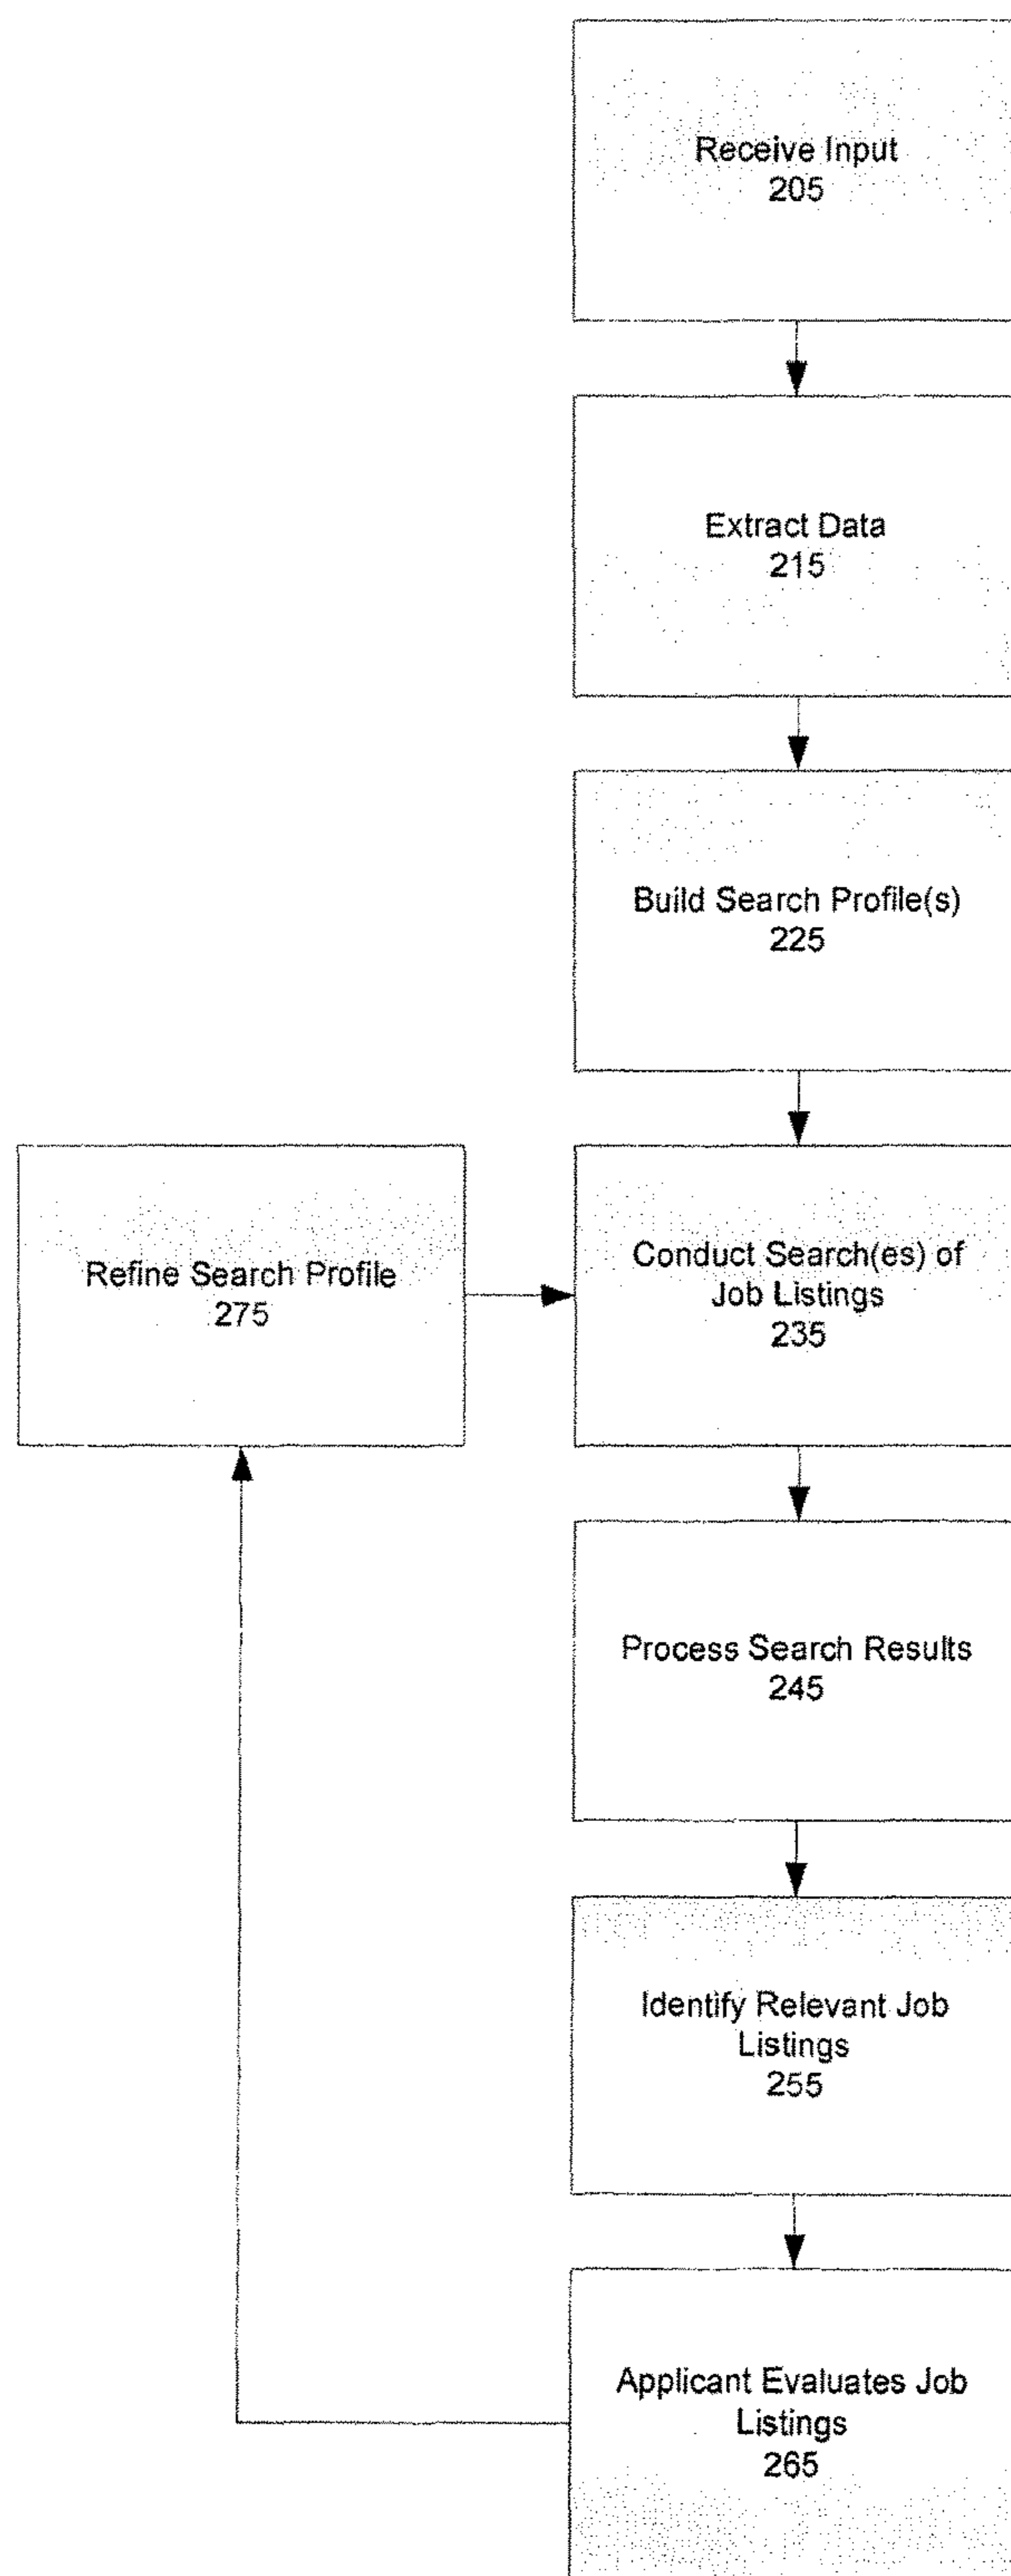 Receive Input
205
Extract Data
215
Build Search Profile(s)
225
Refine Search Profile
275
Conduct Search(es) of
Job Listings
235
Process Search Results
245
Identify Relevant Job
Listings
255
Applicant Evaluates Job
Listings
265